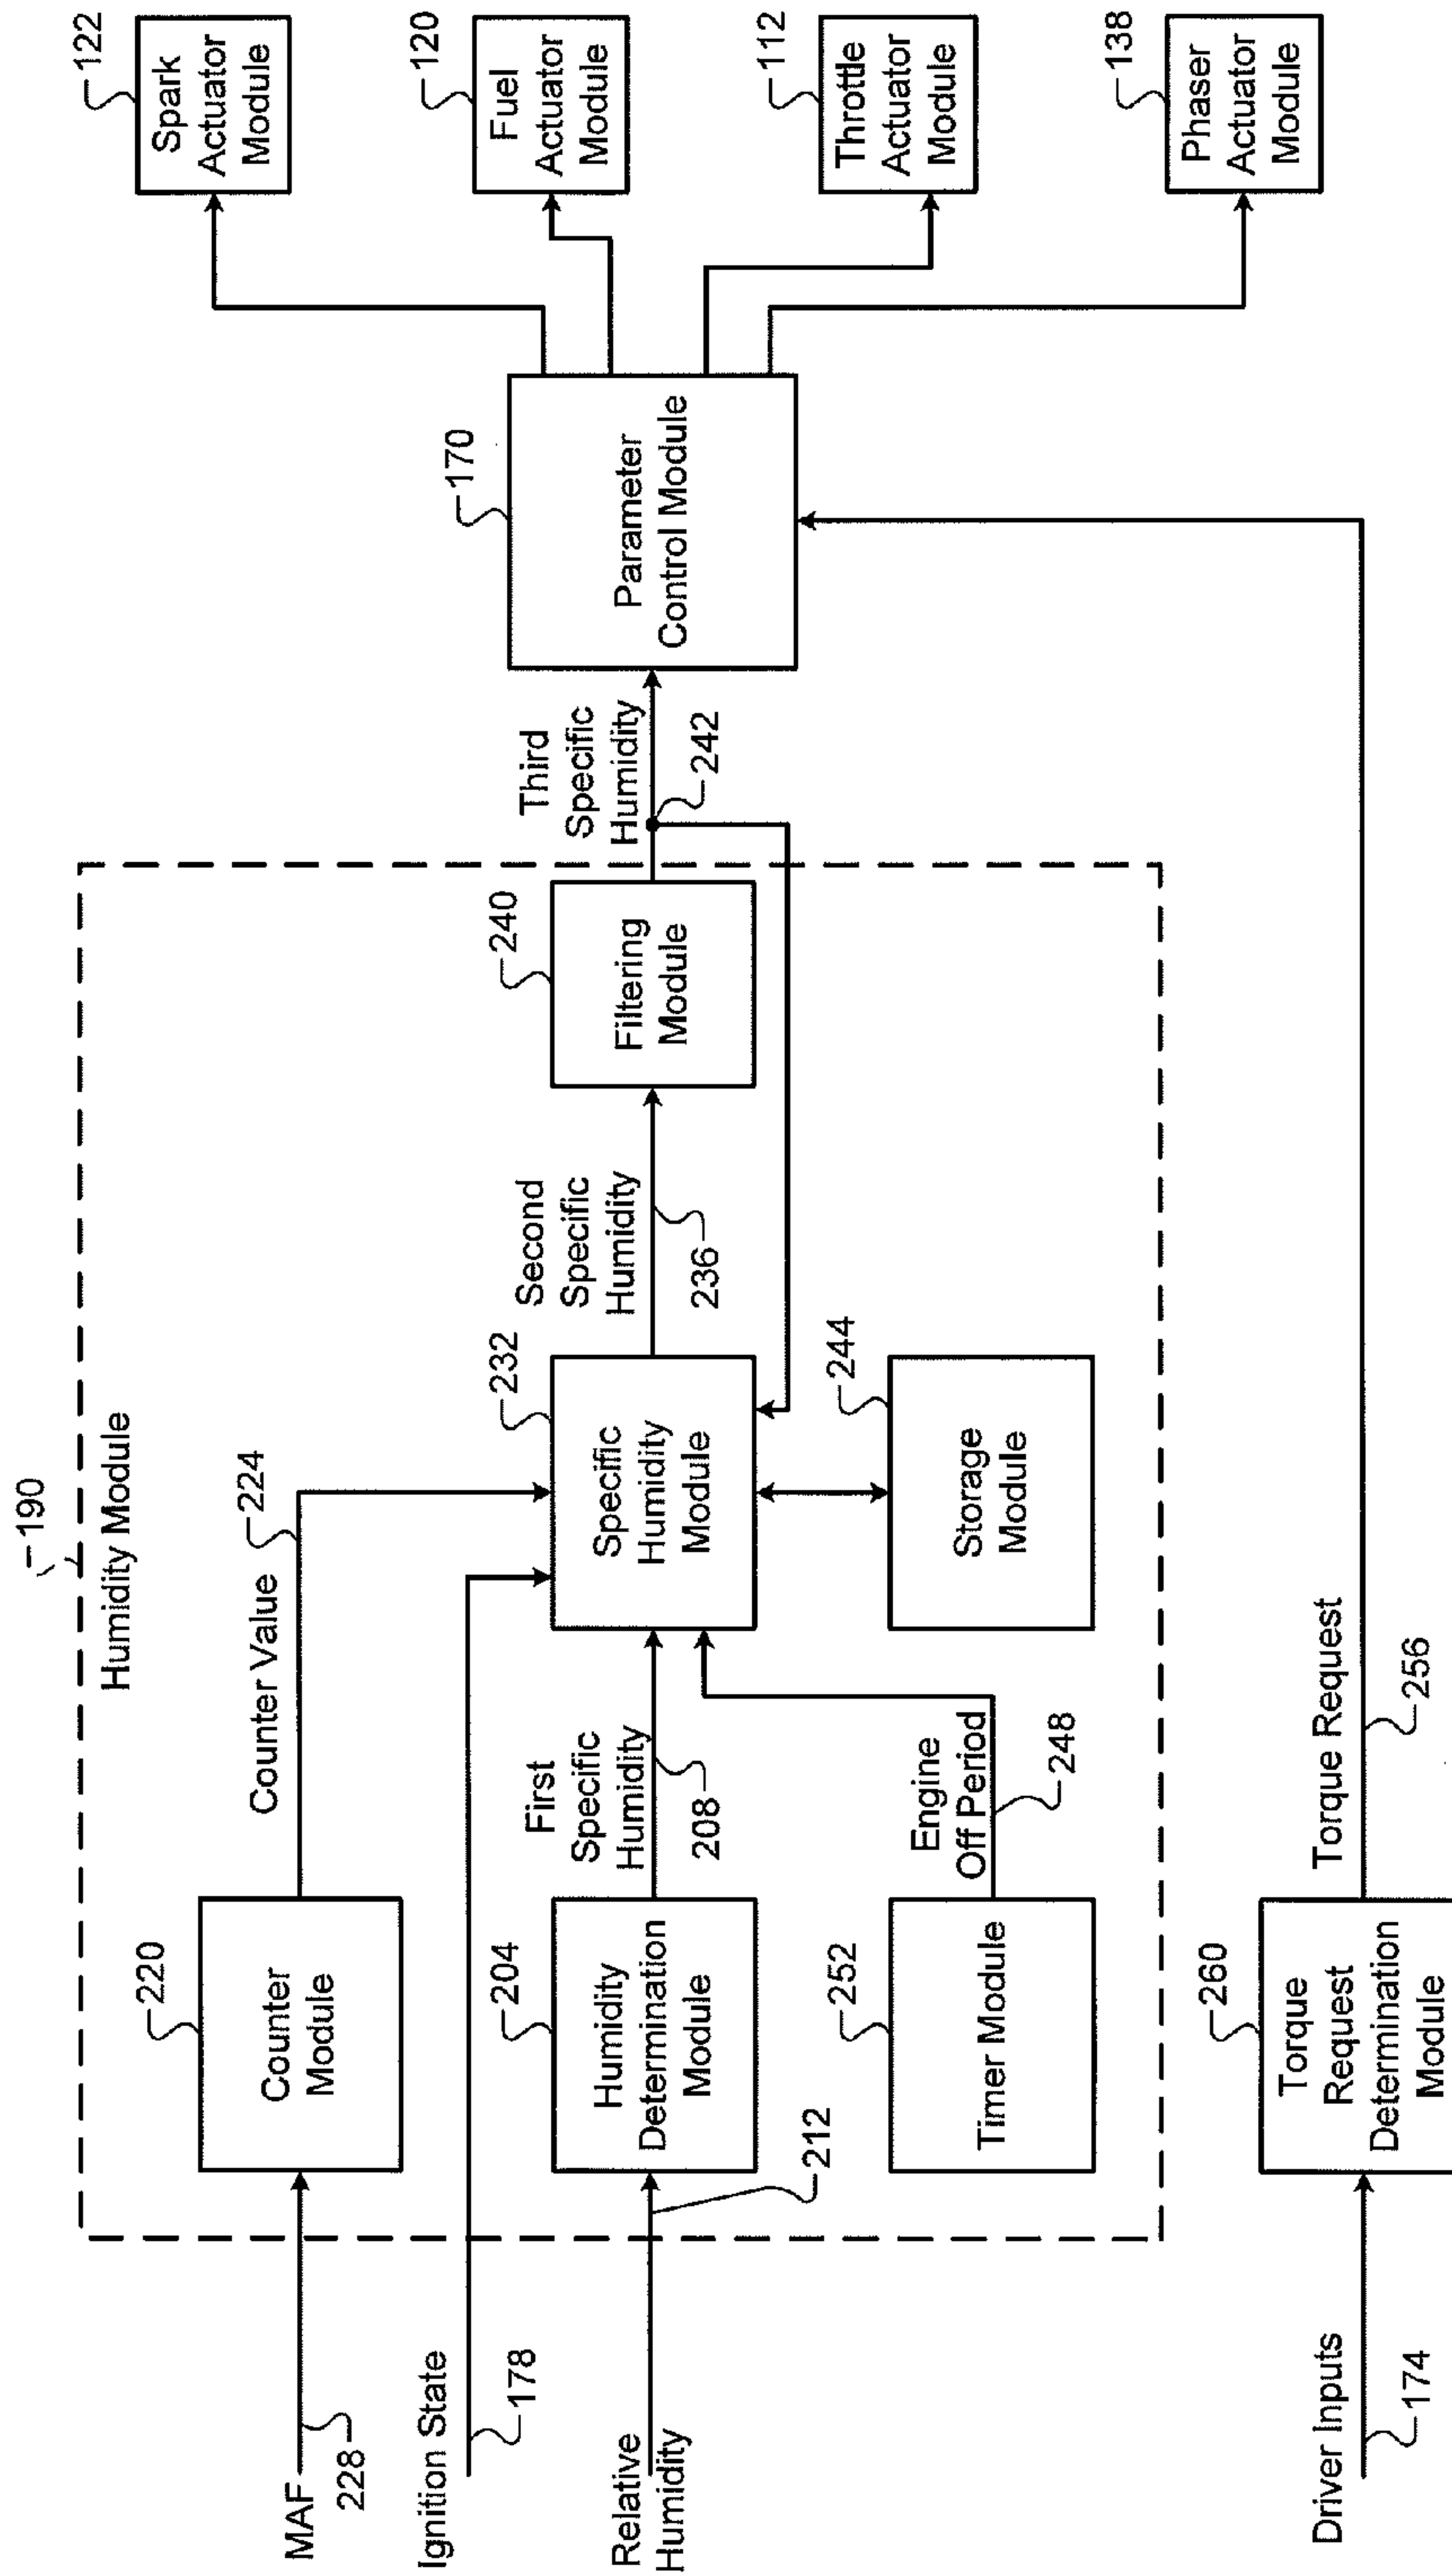 190
Humidity Module
MAF
228
220
Counter
Module
Counter Value
224
Ignition State
178
Relative
Humidity
212
204
Humidity
Determination
Module
First
Specific
Humidity
208
232
Specific
Humidity
Module
Second
Specific
Humidity
236
240
Filtering
Module
Third
Specific
Humidity
242
252
Timer Module
Engine
Off Period
248
244
Storage
Module
Driver Inputs
174
260
Torque
Request
Determination
Module
Torque Request
256
170
Parameter
Control Module
122
Spark
Actuator
Module
120
Fuel
Actuator
Module
112
Throttle
Actuator
Module
138
Phaser
Actuator
Module